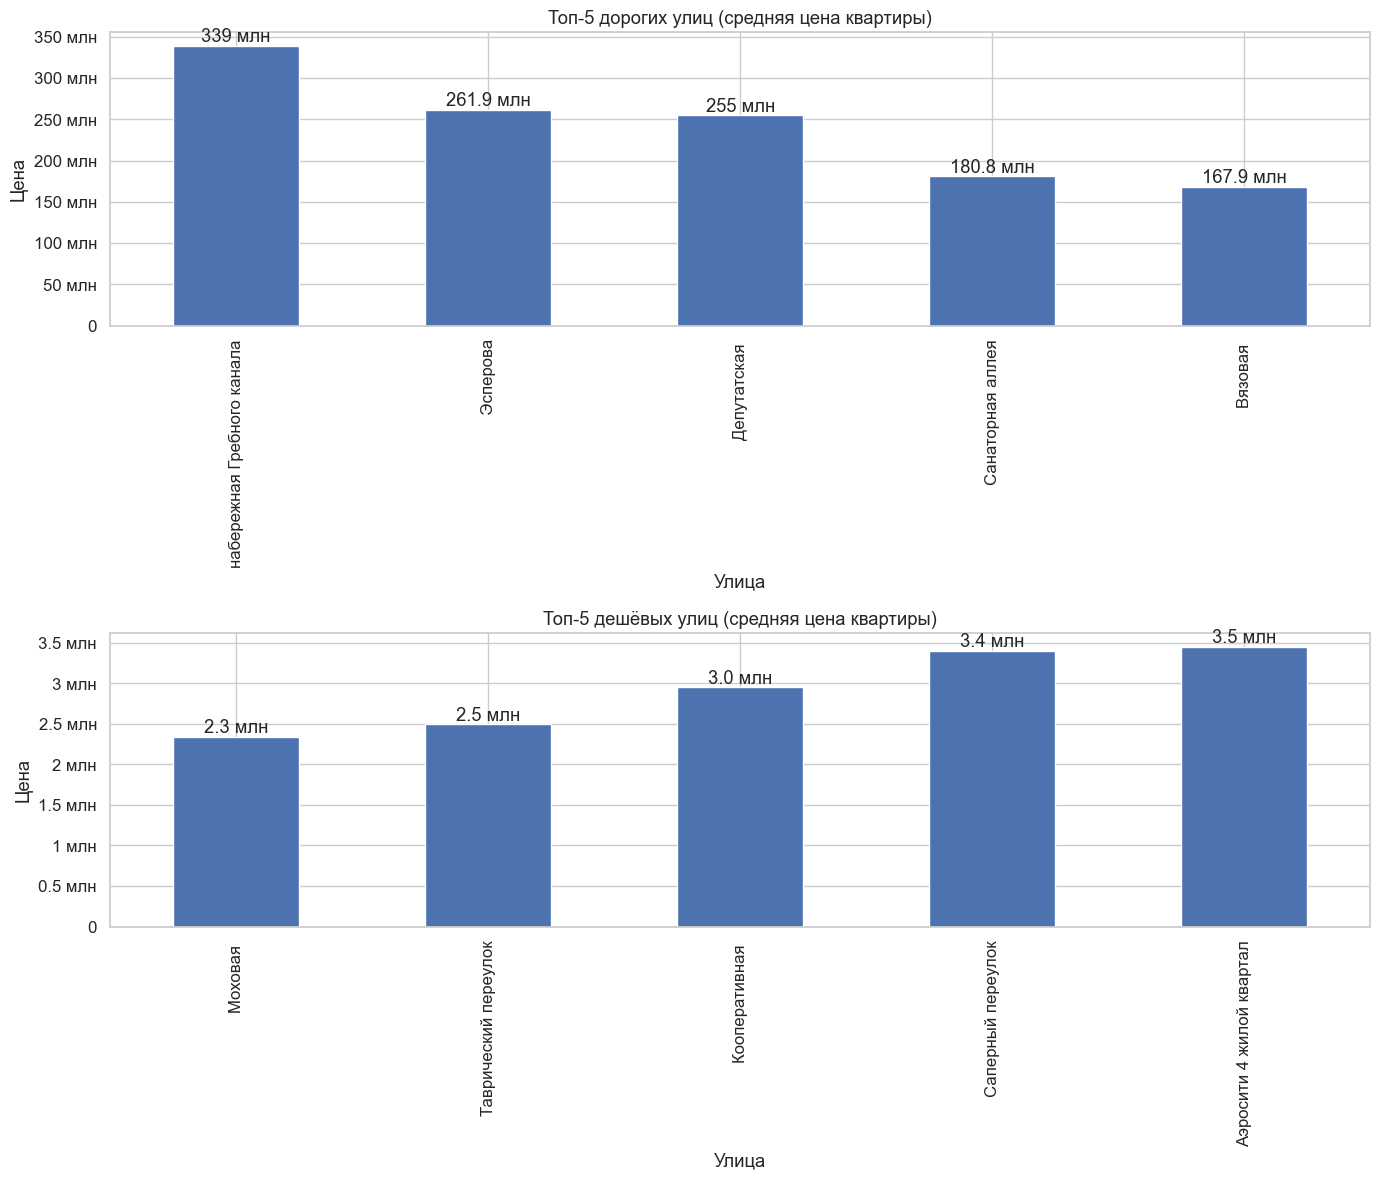 Топ-5 дорогих улиц (средняя цена квартиры)
350 млн
300 млн
250 млн
200 млн
150 млн
100 млн
50 млн
0
Цена
339 млн
261.9 млн
255 млн
180.8 млн
167.9 млн
набережная Гребного канала
Эсперова
Депутатская
Санаторная аллея
Вязовая
Улица
Топ-5 дешёвых улиц (средняя цена квартиры)
3.5 млн
3 млн
2.5 млн
2 млн
1.5 млн
1 млн
0.5 млн
0
Цена
2.3 млн
2.5 млн
3.0 млн
3.4 млн
3.5 млн
Моховая
Таврический переулок
Кооперативная
Саперный переулок
Аэросити 4 жилой квартал
Улица